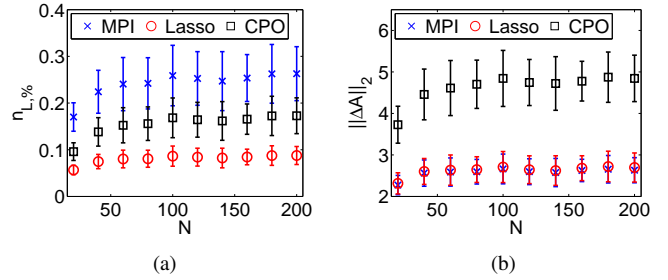 0.4
0.3
0.2
0.1
0
n_{L,%}
MPI Lasso CPO
50 100 150 200
N
(a)
6
5
4
3
2
||ΔA||_2
MPI Lasso CPO
50 100 150 200
N
(b)